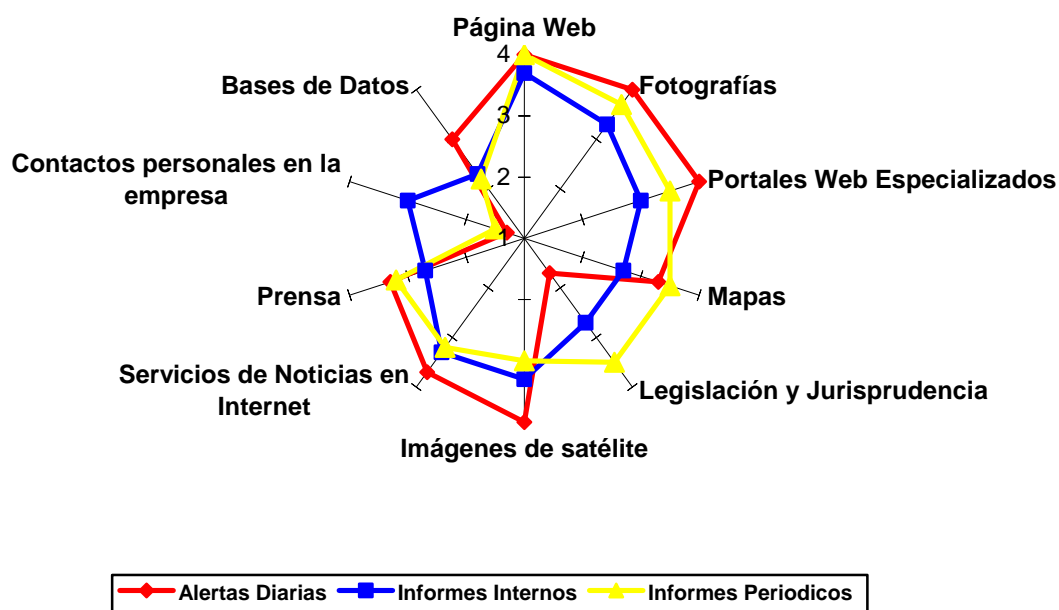 Página Web
4
Bases de Datos
Fotografías
3
Contactos personales en la
empresa
2
Portales Web Especializados
1
Prensa
Mapas
Servicios de Noticias en
Internet
Legislación y Jurisprudencia
Imágenes de satélite
Alertas Diarias
Informes Internos
Informes Periodicos